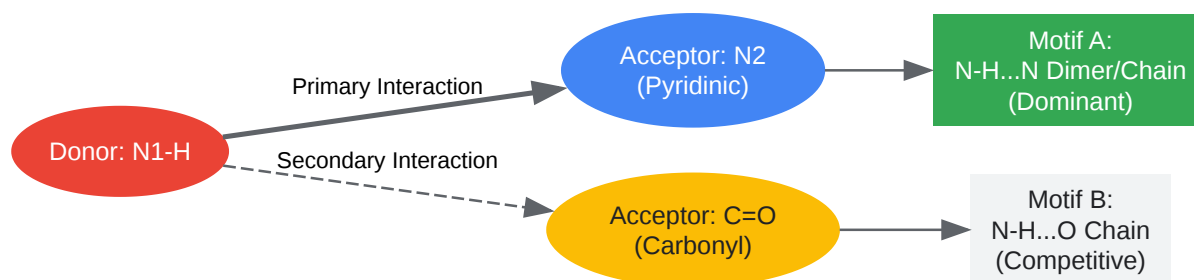 Donor: N1-H
Primary Interaction
Secondary Interaction
Acceptor: N2
(Pyridinic)
Acceptor: C=O
(Carbonyl)
Motif A:
N-H...N Dimer/Chain
(Dominant)
Motif B:
N-H...O Chain
(Competitive)